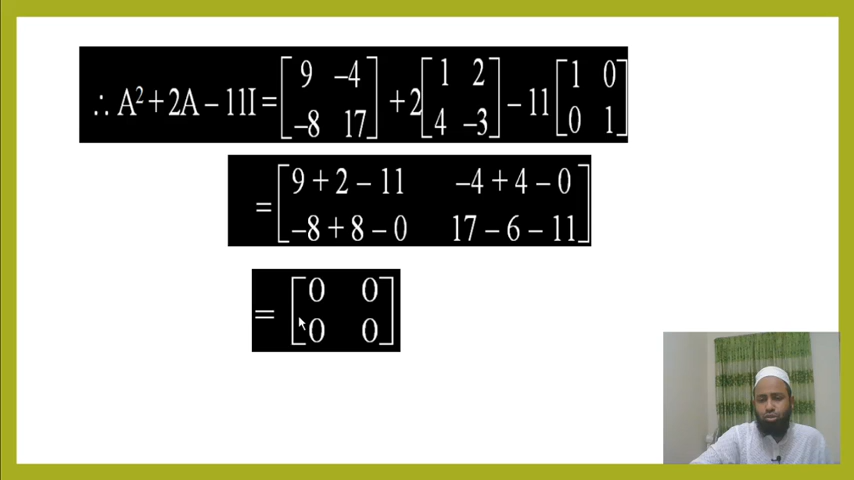 ∴ A² + 2A – 11I = [9 –4; –8 17] + 2[1 2; 4 –3] – 11[1 0; 0 1]
= [9 + 2 – 11 –4 + 4 – 0; –8 + 8 – 0 17 – 6 – 11]
= [0 0; 0 0]